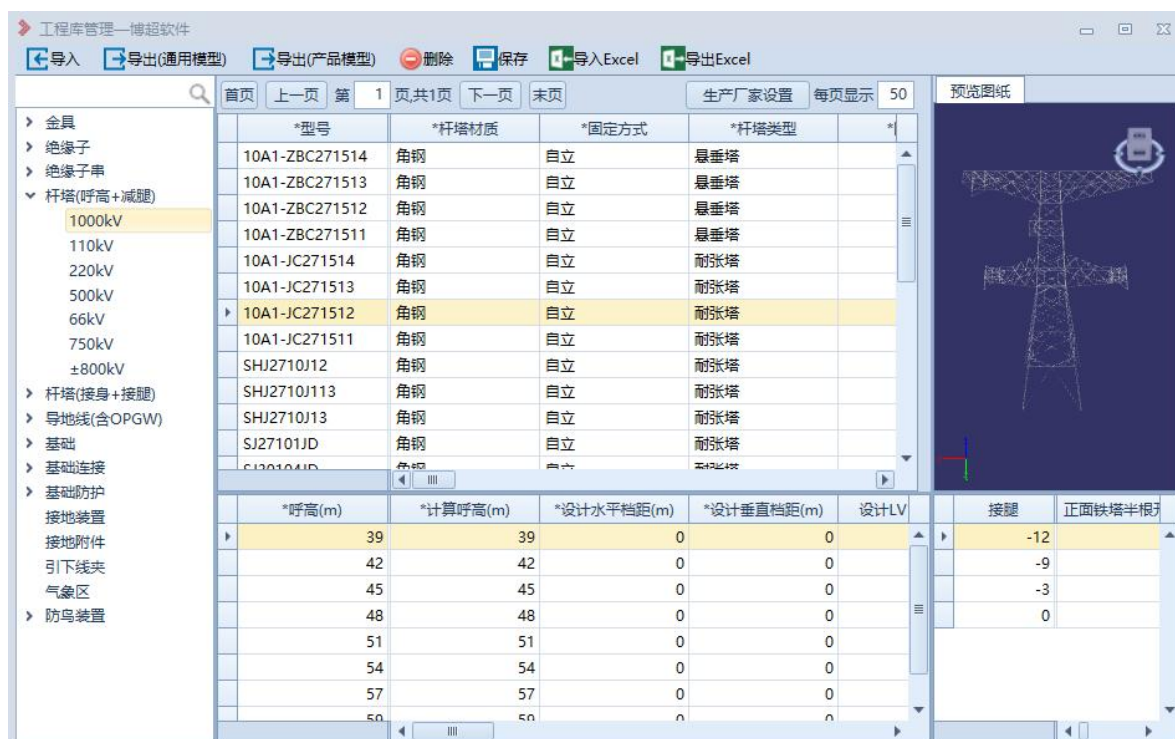 工程库管理—博超软件
导入 导出(通用模型) 导出(产品模型) 删除 保存 导入Excel 导出Excel
首页 上一页 第 1 页,共1页 下一页 末页 生产厂家设置 每页显示 50 预览图纸
金具
绝缘子
绝缘子串
杆塔(呼高+减腿)
1000kV
110kV
220kV
500kV
66kV
750kV
±800kV
杆塔(接身+接腿)
导地线(含OPGW)
基础
基础连接
基础防护
接地装置
接地附件
引下线夹
气象区
防鸟装置
*型号 *杆塔材质 *固定方式 *杆塔类型
10A1-ZBC271514 角钢 自立 悬垂塔
10A1-ZBC271513 角钢 自立 悬垂塔
10A1-ZBC271512 角钢 自立 悬垂塔
10A1-ZBC271511 角钢 自立 悬垂塔
10A1-JC271514 角钢 自立 耐张塔
10A1-JC271513 角钢 自立 耐张塔
10A1-JC271512 角钢 自立 耐张塔
10A1-JC271511 角钢 自立 耐张塔
SHJ2710J12 角钢 自立 耐张塔
SHJ2710J113 角钢 自立 耐张塔
SHJ2710J13 角钢 自立 耐张塔
SJ27101JD 角钢 自立 耐张塔
*呼高(m) *计算呼高(m) *设计水平档距(m) *设计垂直档距(m) 设计LV
39 39 0 0
42 42 0 0
45 45 0 0
48 48 0 0
51 51 0 0
54 54 0 0
57 57 0 0
接腿 正面铁塔半根
-12
-9
-3
0